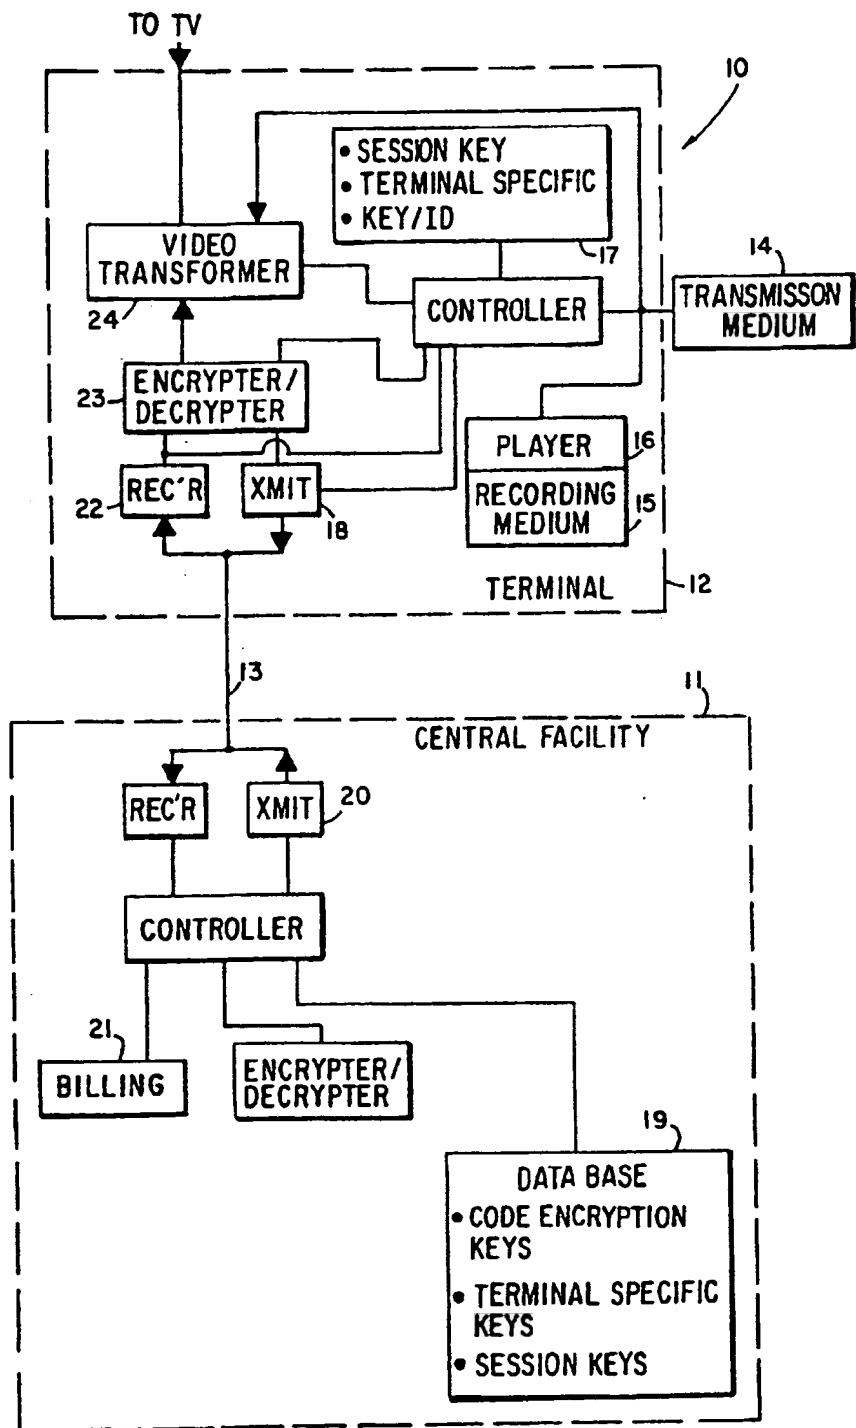 TO TV
10
• SESSION KEY
• TERMINAL SPECIFIC
• KEY/ID
17
VIDEO
TRANSFORMER
24
CONTROLLER
14
TRANSMISSON
MEDIUM
23
ENCRYPTER/
DECRYPTER
PLAYER
16
REC'R
22
XMIT
18
RECORDING
MEDIUM
15
TERMINAL
12
13
11
CENTRAL FACILITY
REC'R
XMIT
20
CONTROLLER
21
BILLING
ENCRYPTER/
DECRYPTER
19
DATA BASE
• CODE ENCRYPTION
KEYS
• TERMINAL SPECIFIC
KEYS
• SESSION KEYS